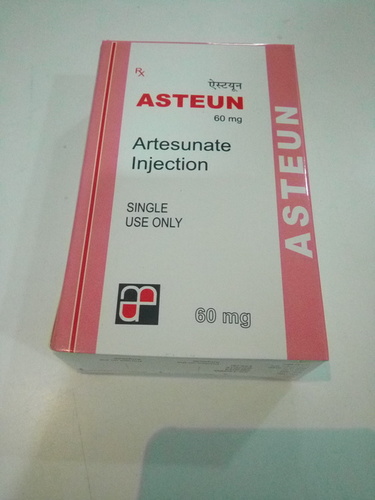 Rx
ऐस्टयून
ASTEUN
60 mg
Artesunate
Injection
SINGLE
USE ONLY
60 mg
ASTEUN